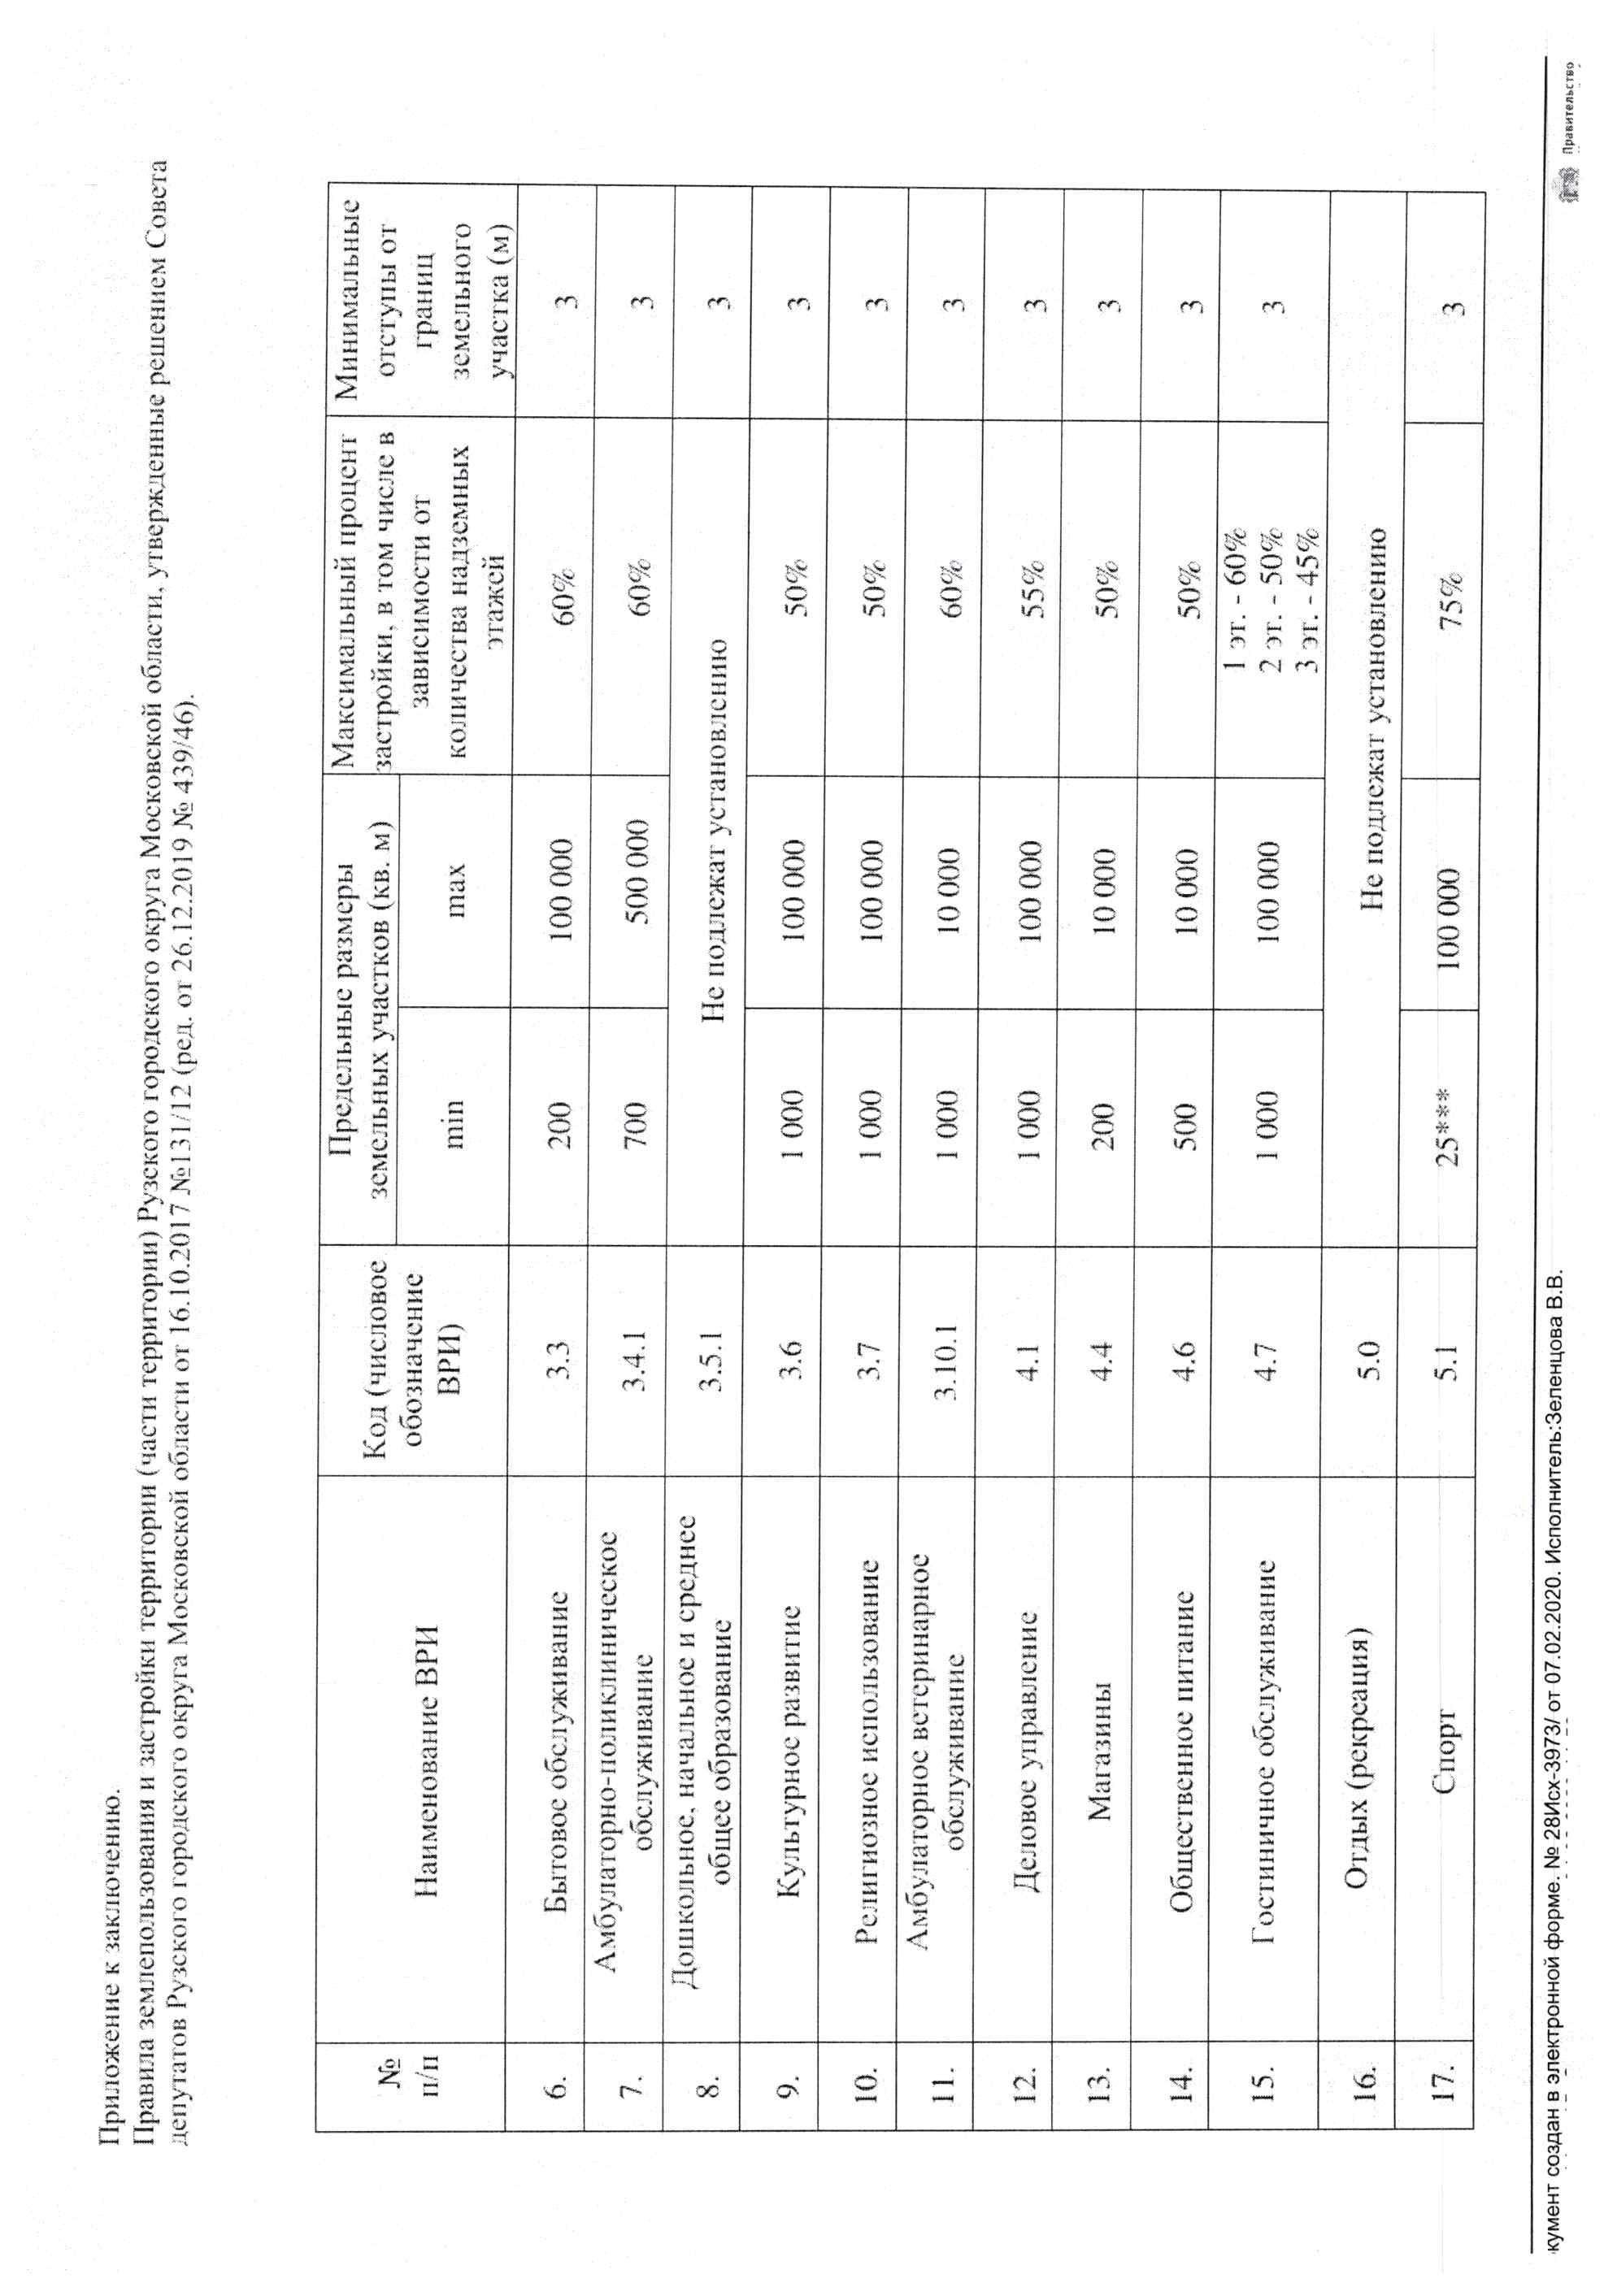 Приложение к заключению.
Правила землепользования и застройки территории (части территории) Рузского городского округа Московской области, утвержденные решением Совета
депутатов Рузского городского округа Московской области от 16.10.2017 №131/12 (ред. от 26.12.2019 № 439/46).
№
п/п
Наименование ВРИ
Код (числовое
обозначение
ВРИ)
Предельные размеры
земельных участков (кв. м)
min
max
Максимальный процент
застройки, в том числе в
зависимости от
количества надземных
этажей
Минимальные
отступы от
границ
земельного
участка (м)
6. Бытовое обслуживание 3.3 200 100 000 60% 3
7. Амбулаторно-поликлиническое
обслуживание 3.4.1 700 500 000 60% 3
8. Дошкольное, начальное и среднее
общее образование 3.5.1 Не подлежат установлению 3
9. Культурное развитие 3.6 1 000 100 000 50% 3
10. Религиозное использование 3.7 1 000 100 000 50% 3
11. Амбулаторное ветеринарное
обслуживание 3.10.1 1 000 10 000 60% 3
12. Деловое управление 4.1 1 000 100 000 55% 3
13. Магазины 4.4 200 10 000 50% 3
14. Общественное питание 4.6 500 10 000 50% 3
15. Гостиничное обслуживание 4.7 1 000 100 000 1 эт. - 60%
2 эт. - 50%
3 эт. - 45% 3
16. Отдых (рекреация) 5.0 Не подлежат установлению
17. Спорт 5.1 25*** 100 000 75% 3
кумент создан в электронной форме. № 28Исх-3973/ от 07.02.2020. Исполнитель:Зеленцова В.В.
Правительство